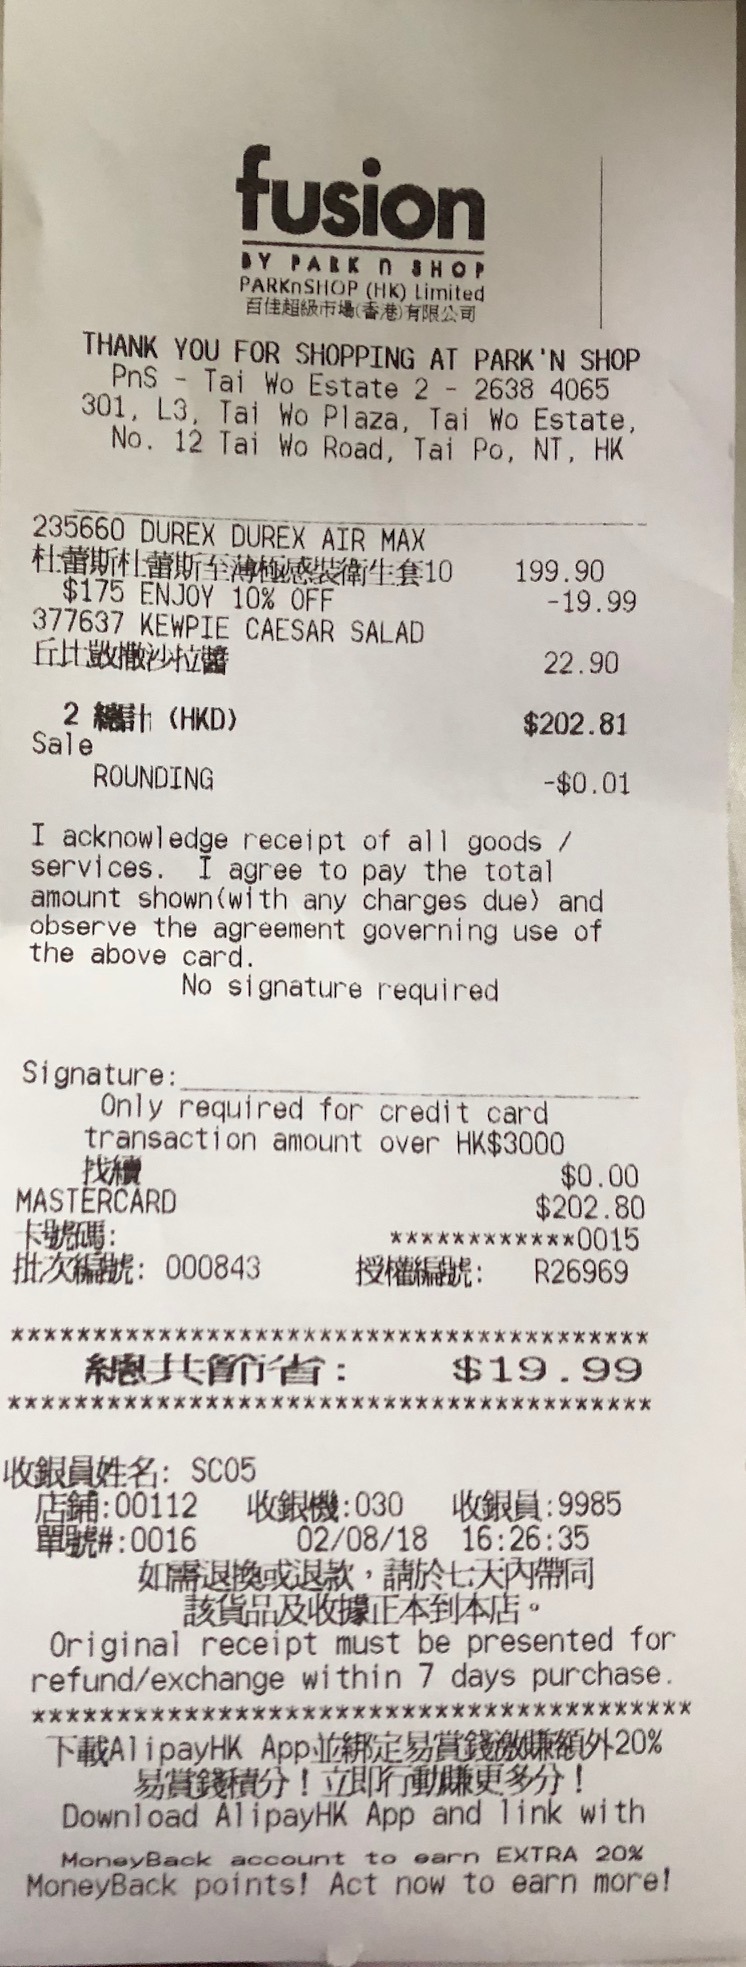 fusion
BY PARK n SHOP
PARKnSHOP (HK) Limited
百佳超級市場(香港)有限公司
THANK YOU FOR SHOPPING AT PARK'N SHOP
PnS - Tai Wo Estate 2 - 2638 4065
301, L3, Tai Wo Plaza, Tai Wo Estate,
No. 12 Tai Wo Road, Tai Po, NT, HK
235660 DUREX DUREX AIR MAX
杜蕾斯杜蕾斯至薄極感裝衛生套10 199.90
$175 ENJOY 10% OFF -19.99
377637 KEWPIE CAESAR SALAD
丘比凱撒沙拉醬 22.90
2 總計 (HKD) $202.81
Sale
ROUNDING -$0.01
I acknowledge receipt of all goods /
services. I agree to pay the total
amount shown(with any charges due) and
observe the agreement governing use of
the above card.
No signature required
Signature:
Only required for credit card
transaction amount over HK$3000
找續 $0.00
MASTERCARD $202.80
卡號碼: ************0015
批次編號: 000843 授權編號: R26969
***************************************
總共節省: $19.99
***************************************
收銀員姓名: SC05
店鋪:00112 收銀機:030 收銀員:9985
單號#:0016 02/08/18 16:26:35
如需退換或退款，請於七天內帶同
該貨品及收據正本到本店。
Original receipt must be presented for
refund/exchange within 7 days purchase.
***************************************
下載AlipayHK App並綁定易賞錢激賺額外20%
易賞錢積分！立即行動賺更多分！
Download AlipayHK App and link with
MoneyBack account to earn EXTRA 20%
MoneyBack points! Act now to earn more!